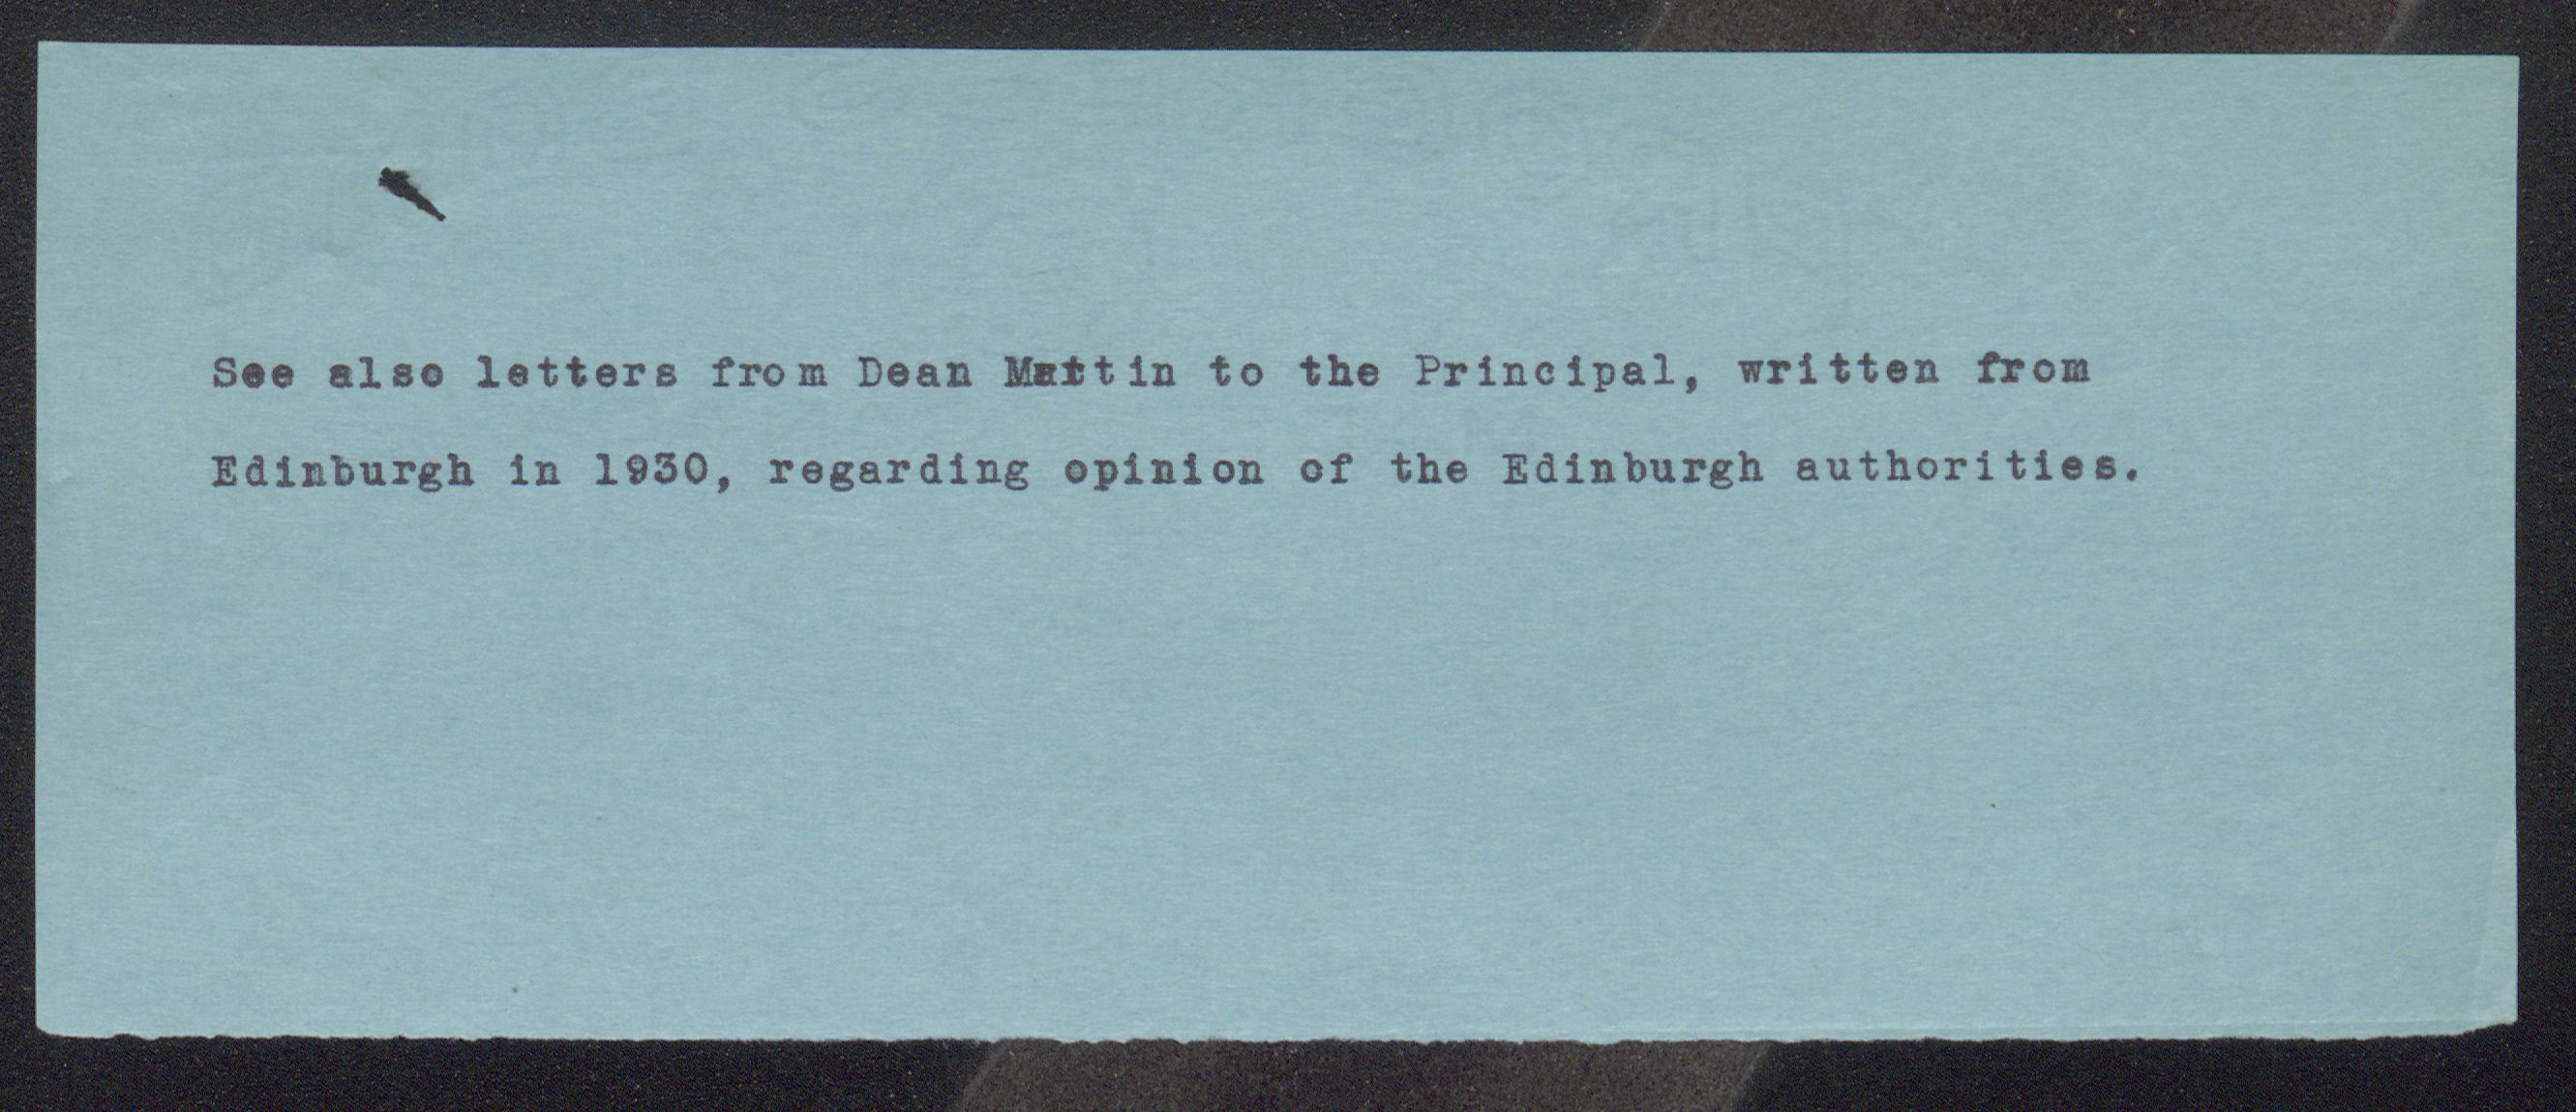 See also letters from Dean Martin to the Principal, written from
Edinburgh in 1930, regarding opinion of the Edinburgh authorities.